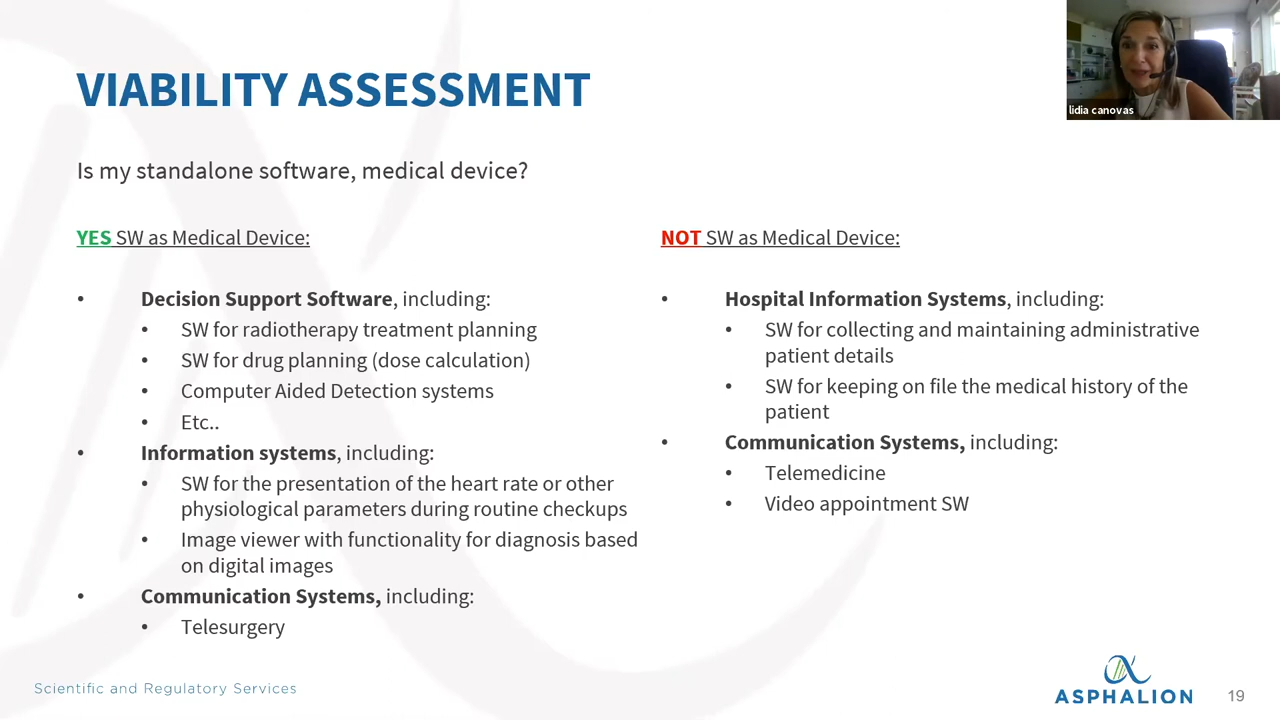 VIABILITY ASSESSMENT
lidia canovas
Is my standalone software, medical device?
YES SW as Medical Device:
• Decision Support Software, including:
• SW for radiotherapy treatment planning
• SW for drug planning (dose calculation)
• Computer Aided Detection systems
• Etc..
• Information systems, including:
• SW for the presentation of the heart rate or other
physiological parameters during routine checkups
• Image viewer with functionality for diagnosis based
on digital images
• Communication Systems, including:
• Telesurgery
NOT SW as Medical Device:
• Hospital Information Systems, including:
• SW for collecting and maintaining administrative
patient details
• SW for keeping on file the medical history of the
patient
• Communication Systems, including:
• Telemedicine
• Video appointment SW
Scientific and Regulatory Services
ASPHALION
19